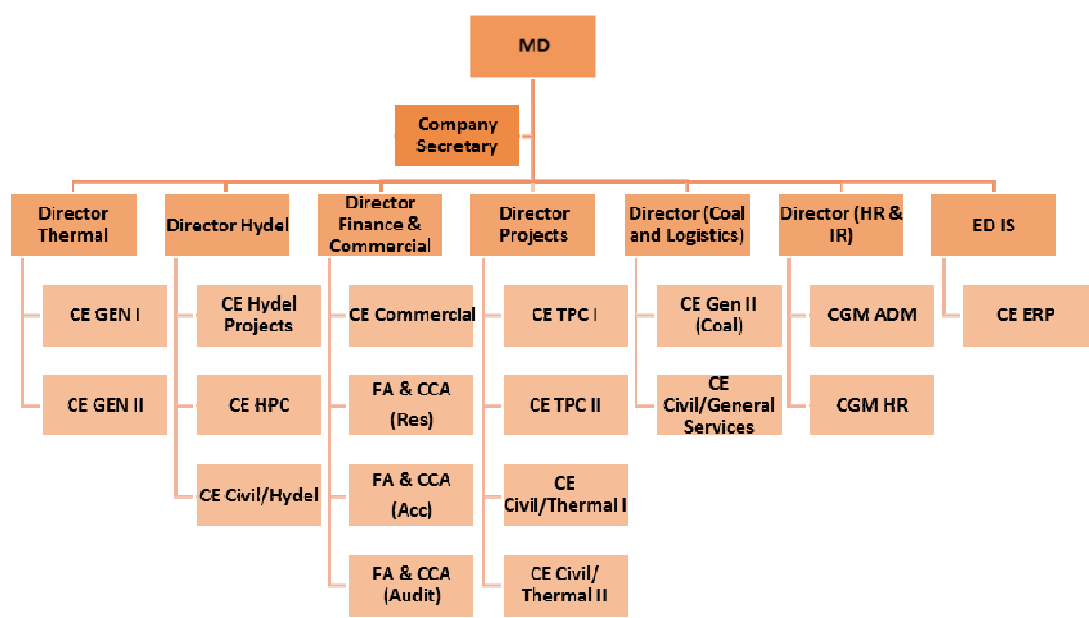 MD
Company
Secretary
Director
Thermal
Director Hydel
Director
Finance &
Commercial
Director
Projects
Director (Coal
and Logistics)
Director (HR &
IR)
ED IS
CE GEN I
CE Hydel
Projects
CE Commercial
CE TPC I
CE Gen II
(Coal)
CGM ADM
CE ERP
CE GEN II
CE HPC
FA & CCA
(Res)
CE TPC II
CE
Civil/General
Services
CGM HR
CE Civil/Hydel
FA & CCA
(Acc)
CE
Civil/Thermal I
FA & CCA
(Audit)
CE Civil/
Thermal II